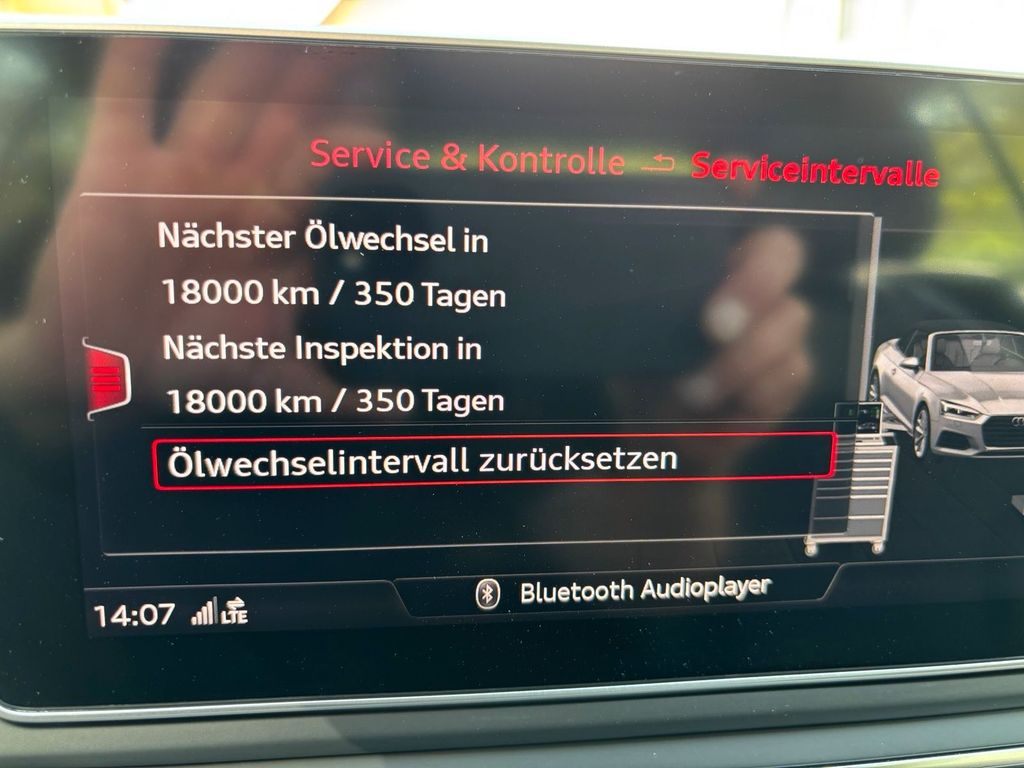 Service & Kontrolle Serviceintervalle
Nächster Ölwechsel in
18000 km / 350 Tagen
Nächste Inspektion in
18000 km / 350 Tagen
Ölwechselintervall zurücksetzen
Bluetooth Audioplayer
14:07 LTE